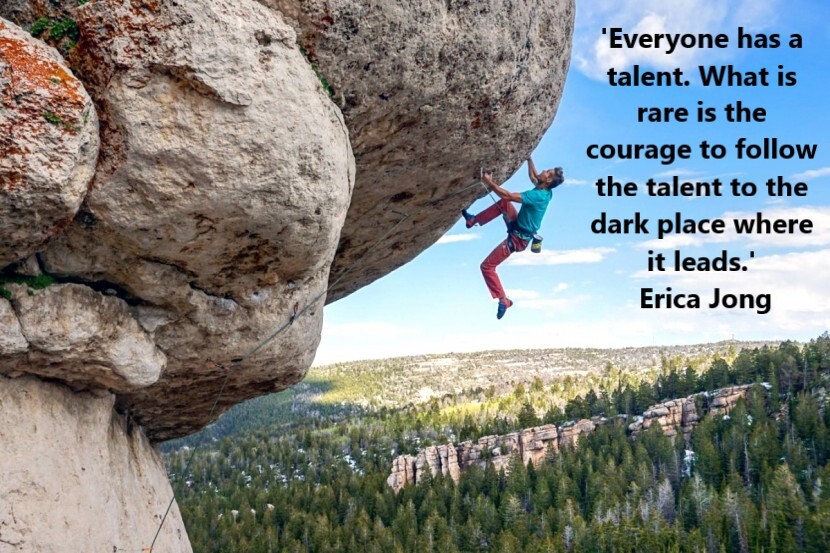 'Everyone has a
talent. What is
rare is the
courage to follow
the talent to the
dark place where
it leads.'
Erica Jong